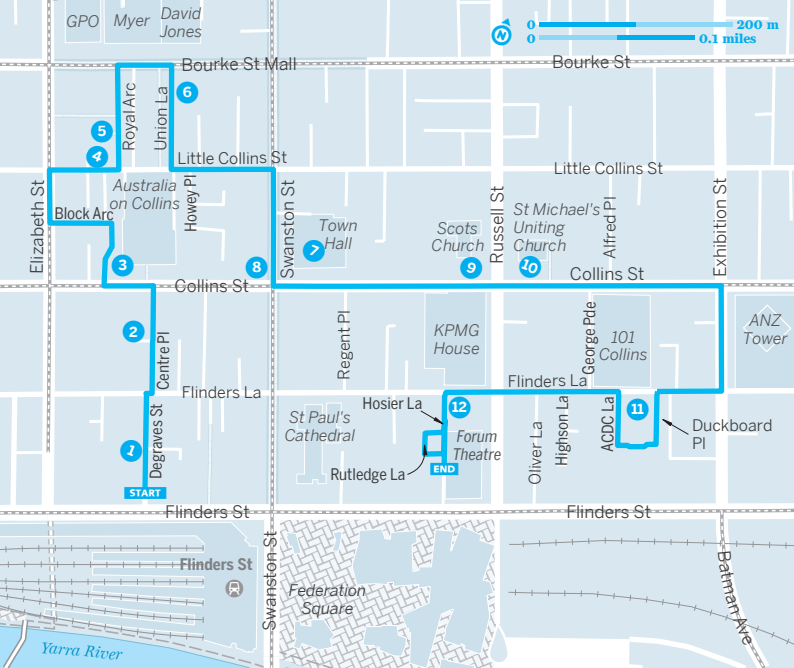 GPO
Myer
David
Jones
N
0
200 m
0
0.1 miles
Bourke St Mall
Bourke St
6
Royal Arc
Union La
5
4
Little Collins St
Little Collins St
Elizabeth St
Australia
on Collins
Howey Pl
Block Arc
Swanston St
Town
Hall
7
Scots
Church
9
Russell St
St Michael's
Uniting
Church
10
Alfred Pl
Exhibition St
3
8
Collins St
Collins St
2
Centre Pl
Regent Pl
KPMG
House
George Pde
101
Collins
ANZ
Tower
Flinders La
Flinders La
Hosier La
12
1
Degraves St
St Paul's
Cathedral
Forum
Theatre
Rutledge La
END
Oliver La
Highson La
ACDC La
11
Duckboard
Pl
START
Flinders St
Flinders St
Flinders St
Swanston St
Federation
Square
Batman Ave
Yarra River